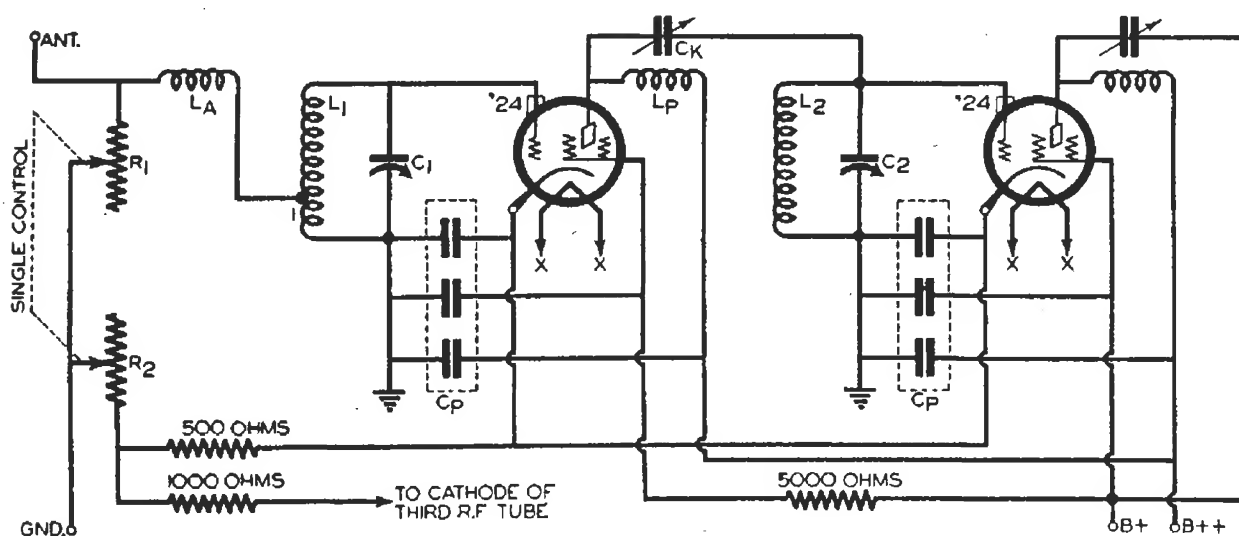 ANT.
LA
L1
C1
'24
CK
LP
L2
C2
'24
SINGLE CONTROL
R1
1
X X
X X
R2
CP
CP
500 OHMS
1000 OHMS
TO CATHODE OF
THIRD R.F TUBE
5000 OHMS
GND.
B+
B++